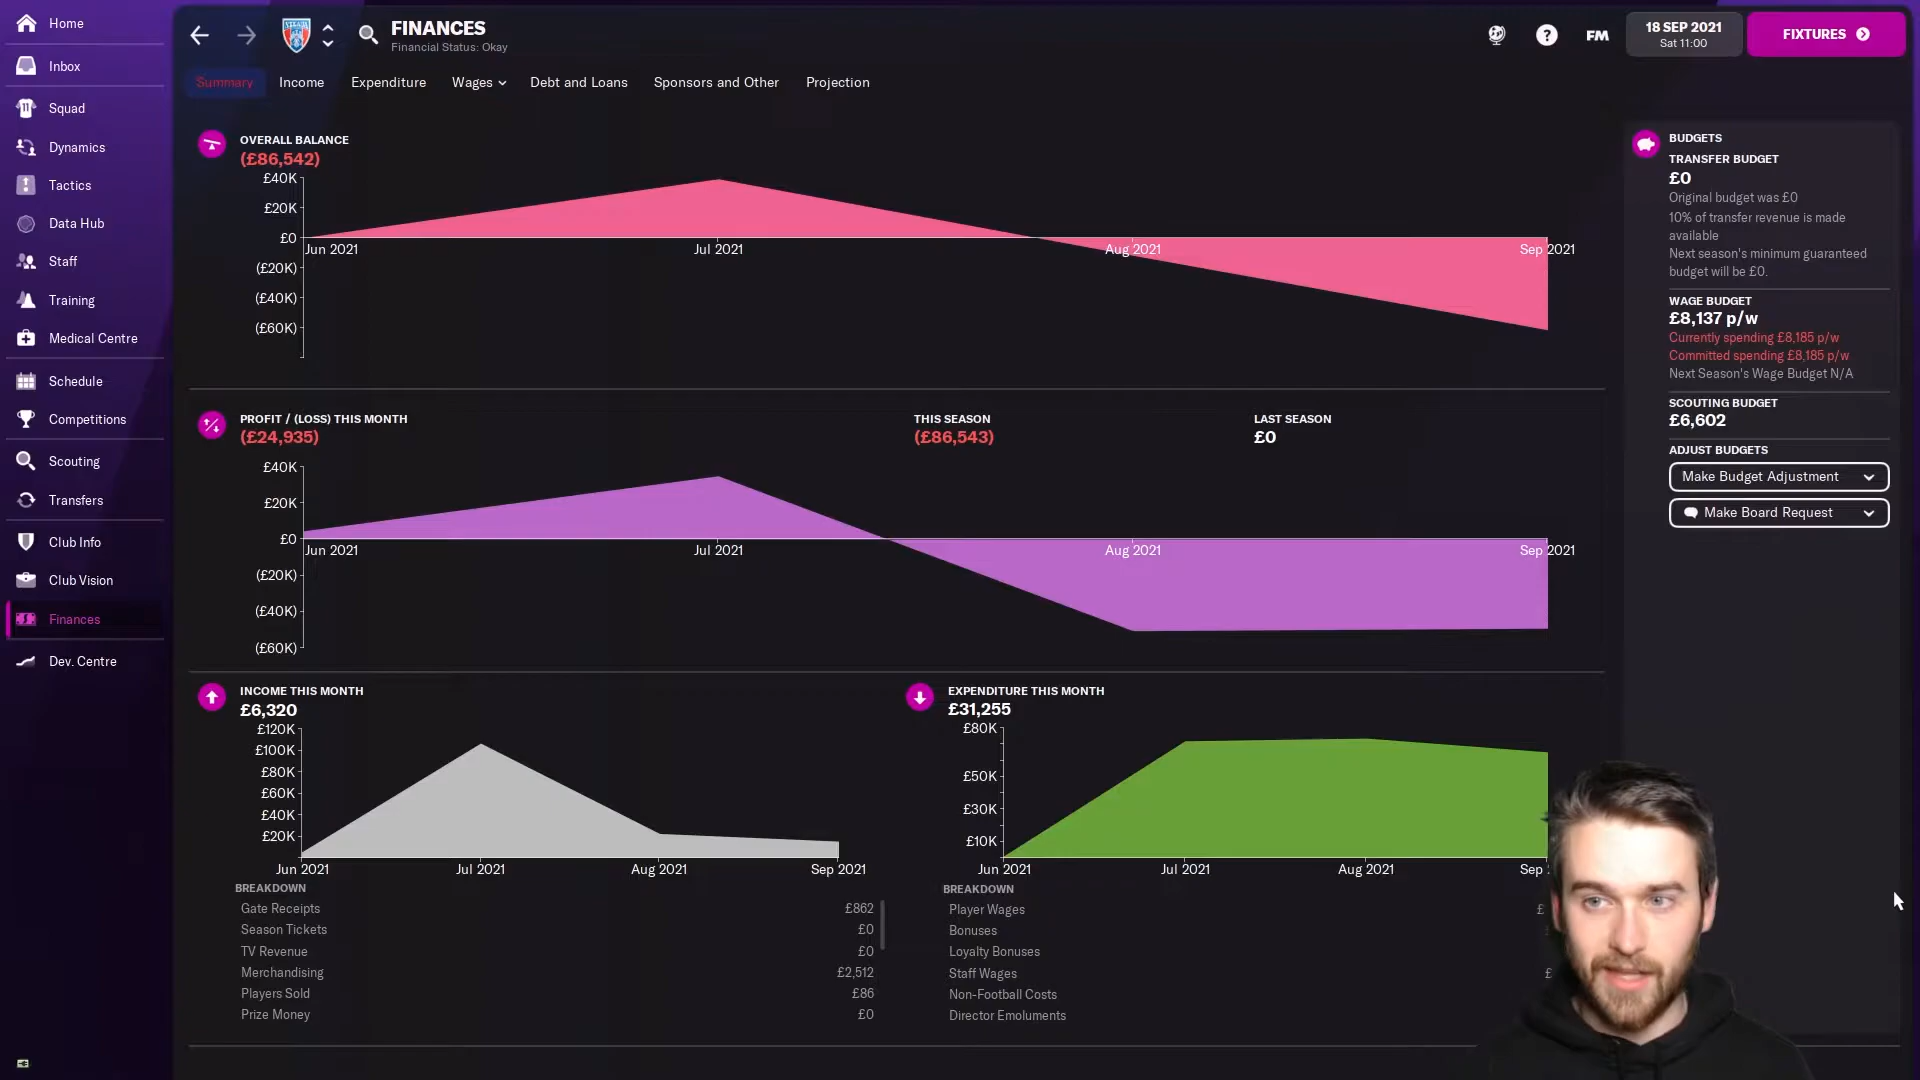 Home
Inbox
Squad
Dynamics
Tactics
Data Hub
Staff
Training
Medical Centre
Schedule
Competitions
Scouting
Transfers
Club Info
Club Vision
Finances
Dev. Centre
FINANCES
Financial Status: Okay
FM
18 SEP 2021
Sat 11:00
FIXTURES
Summary
Income
Expenditure
Wages
Debt and Loans
Sponsors and Other
Projection
OVERALL BALANCE
(£86,542)
£40K
£20K
£0
(£20K)
(£40K)
(£60K)
Jun 2021
Jul 2021
Aug 2021
Sep 2021
PROFIT / (LOSS) THIS MONTH
(£24,935)
THIS SEASON
(£86,543)
LAST SEASON
£0
£40K
£20K
£0
(£20K)
(£40K)
(£60K)
Jun 2021
Jul 2021
Aug 2021
Sep 2021
INCOME THIS MONTH
£6,320
£120K
£100K
£80K
£60K
£40K
£20K
Jun 2021
Jul 2021
Aug 2021
Sep 2021
BREAKDOWN
Gate Receipts £862
Season Tickets £0
TV Revenue £0
Merchandising £2,512
Players Sold £86
Prize Money £0
EXPENDITURE THIS MONTH
£31,255
£80K
£50K
£30K
£10K
Jun 2021
Jul 2021
Aug 2021
Sep
BREAKDOWN
Player Wages £
Bonuses
Loyalty Bonuses
Staff Wages £
Non-Football Costs
Director Emoluments
BUDGETS
TRANSFER BUDGET
£0
Original budget was £0
10% of transfer revenue is made
available
Next season's minimum guaranteed
budget will be £0.
WAGE BUDGET
£8,137 p/w
Currently spending £8,185 p/w
Committed spending £8,185 p/w
Next Season's Wage Budget N/A
SCOUTING BUDGET
£6,602
ADJUST BUDGETS
Make Budget Adjustment
Make Board Request